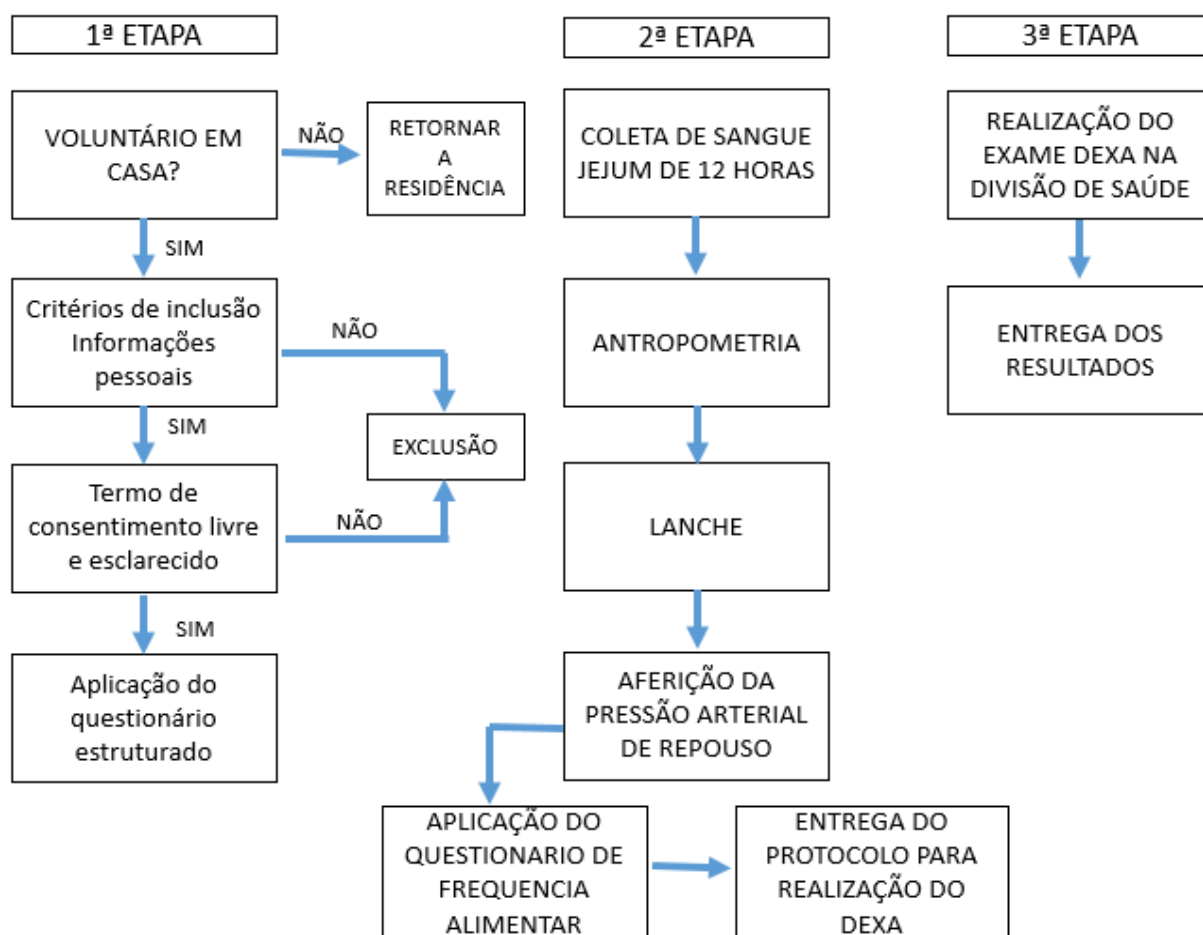 1ª ETAPA
VOLUNTÁRIO EM
CASA?
NÃO
RETORNAR
A
RESIDÊNCIA
SIM
Critérios de inclusão
Informações
pessoais
NÃO
SIM
EXCLUSÃO
Termo de
consentimento livre
e esclarecido
NÃO
SIM
Aplicação do
questionário
estruturado
2ª ETAPA
COLETA DE SANGUE
JEJUM DE 12 HORAS
ANTROPOMETRIA
LANCHE
AFERIÇÃO DA
PRESSÃO ARTERIAL
DE REPOUSO
APLICAÇÃO DO
QUESTIONARIO DE
FREQUENCIA
ALIMENTAR
ENTREGA DO
PROTOCOLO PARA
REALIZAÇÃO DO
DEXA
3ª ETAPA
REALIZAÇÃO DO
EXAME DEXA NA
DIVISÃO DE SAÚDE
ENTREGA DOS
RESULTADOS